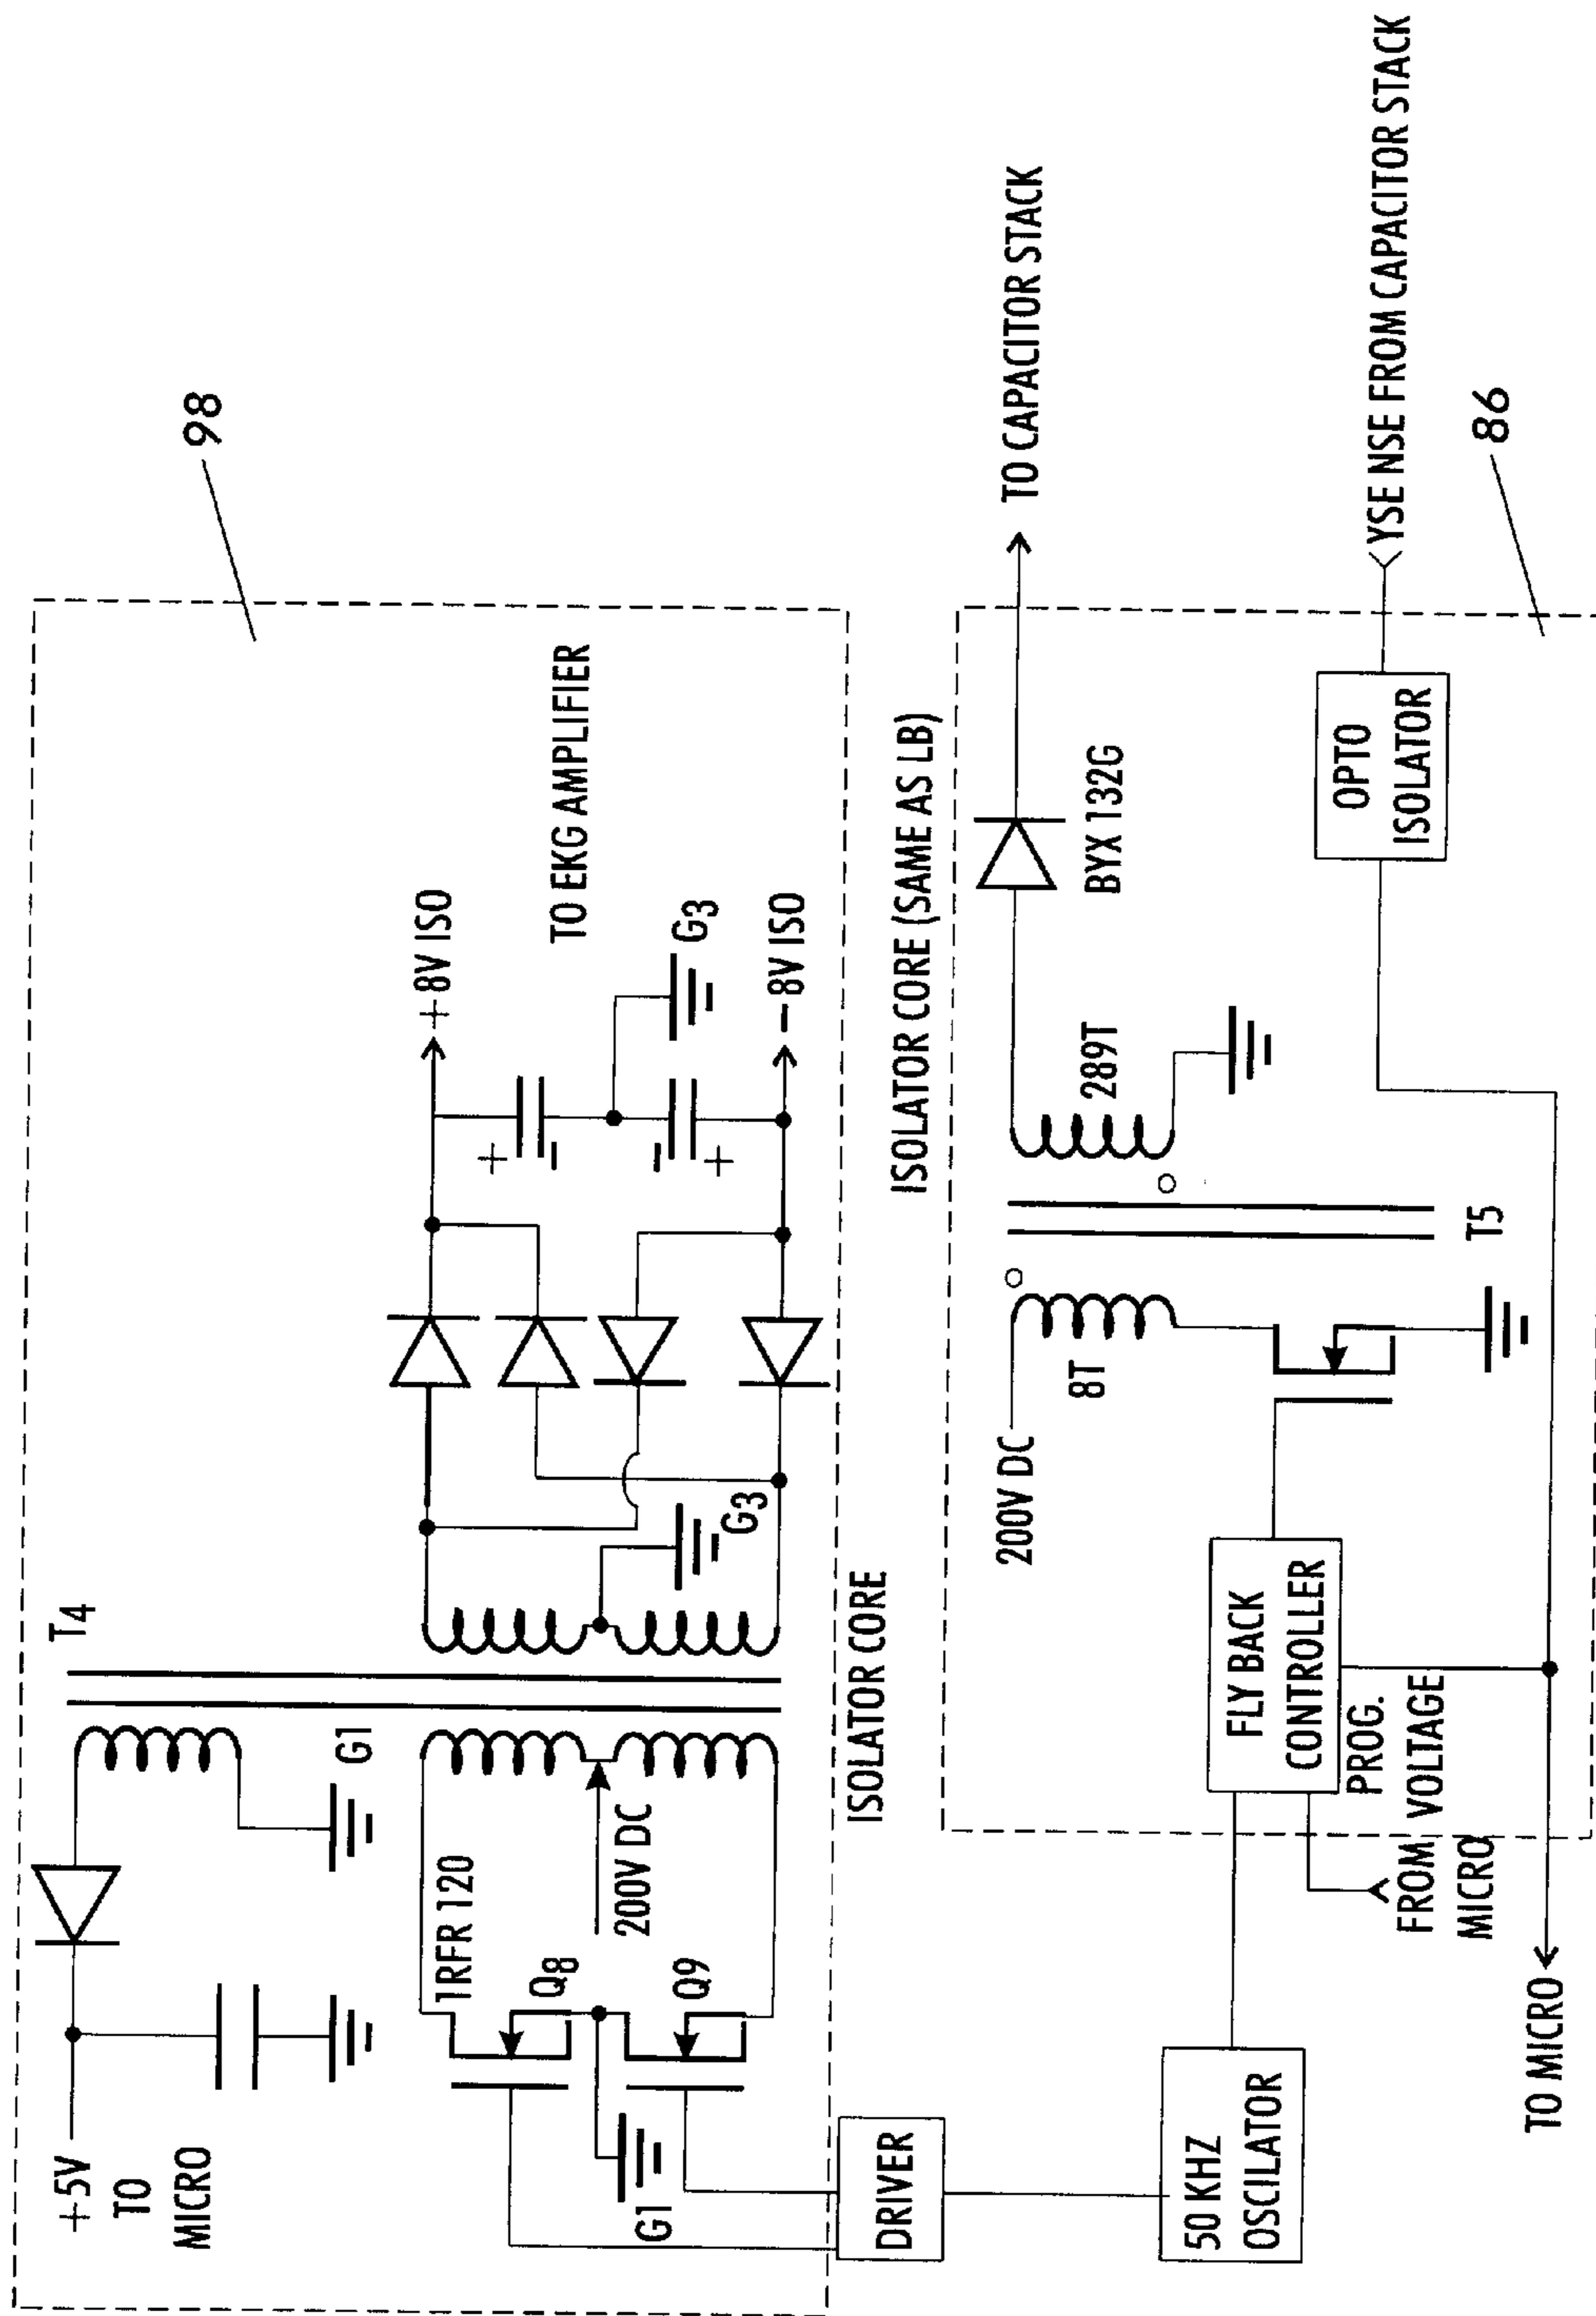 98
T4
+5V
TO
MICRO
G1
1RFR 120
Q8
Q9
200V DC
G1
G3
+8V ISO
TO EKG AMPLIFIER
G3
-8V ISO
ISOLATOR CORE
DRIVER
50 KHZ
OSCILATOR
ISOLATOR CORE (SAME AS LB)
200V DC
8T
289T
T5
BYX 132G
TO CAPACITOR STACK
FLY BACK
CONTROLLER
PROG.
VOLTAGE
FROM
MICRO
OPTO
ISOLATOR
YSE NSE FROM CAPACITOR STACK
TO MICRO
86